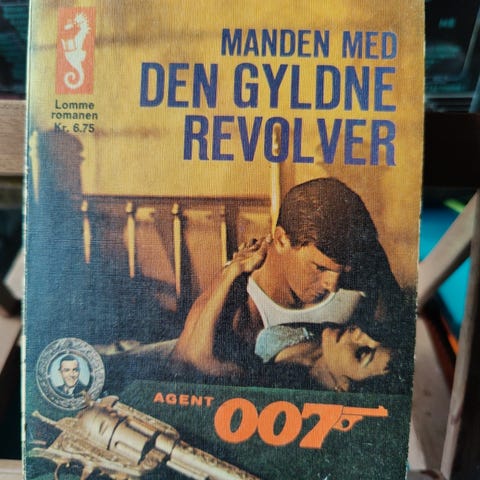 MANDEN MED
DEN GYLDNE
REVOLVER
Lomme
romanen
Kr. 6.75
AGENT 007